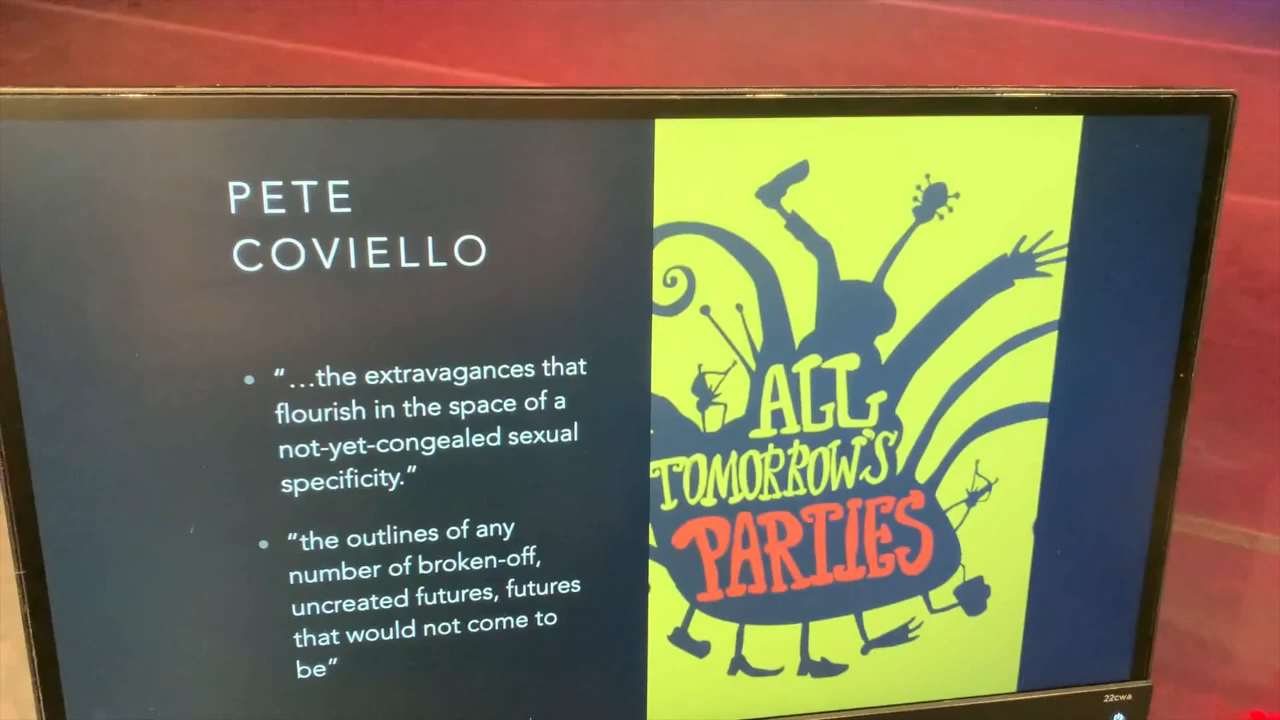 PETE
COVIELLO
• “…the extravagances that
flourish in the space of a
not-yet-congealed sexual
specificity.”
• “the outlines of any
number of broken-off,
uncreated futures, futures
that would not come to
be”
ALL
TOMORROW'S
PARTIES
22cwa